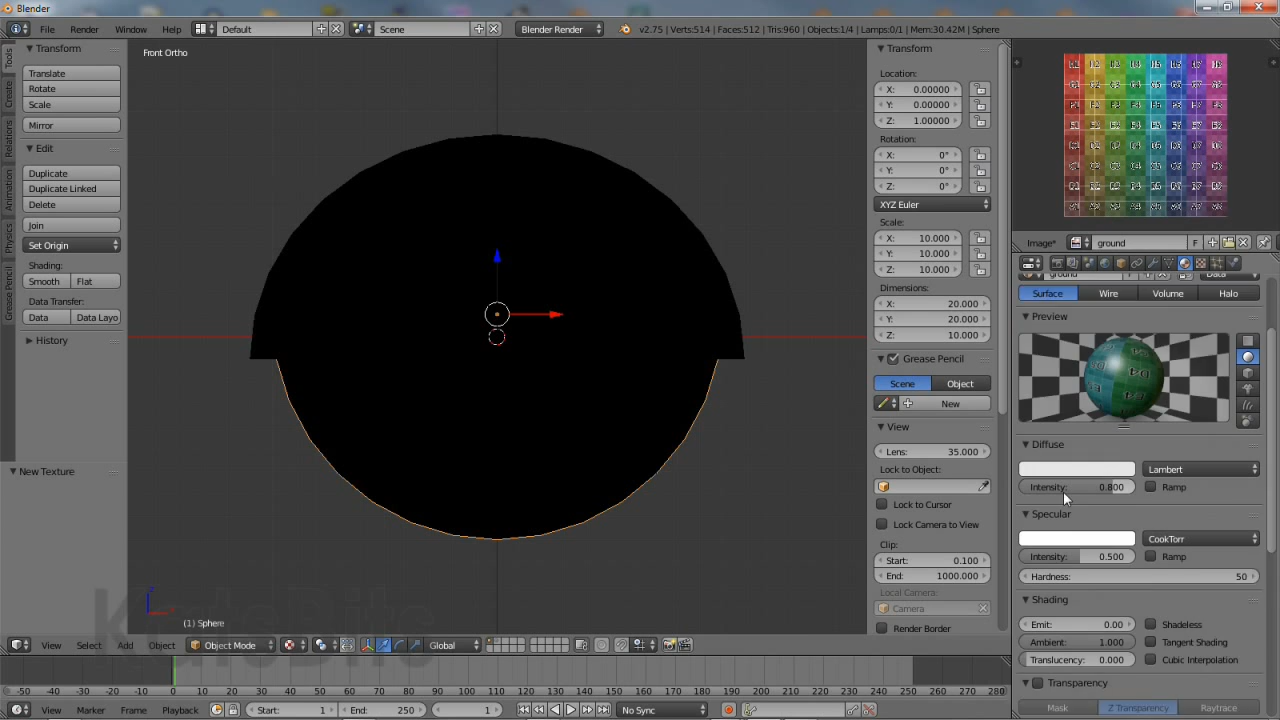 Blender
File Render Window Help Default Scene Blender Render v2.75 | Verts:514 | Faces:512 | Tris:960 | Objects:1/4 | Lamps:0/1 | Mem:30.42M | Sphere
Tools
Create
Relations
Animation
Physics
Grease Pencil
Transform
Translate
Rotate
Scale
Mirror
Edit
Duplicate
Duplicate Linked
Delete
Join
Set Origin
Shading:
Smooth Flat
Data Transfer:
Data Data Layo
History
New Texture
Front Ortho
(1) Sphere
KatsBits
Transform
Location:
X: 0.00000
Y: 0.00000
Z: 1.00000
Rotation:
X: 0°
Y: 0°
Z: 0°
XYZ Euler
Scale:
X: 10.000
Y: 10.000
Z: 10.000
Dimensions:
X: 20.000
Y: 20.000
Z: 10.000
Grease Pencil
Scene Object
New
View
Lens: 35.000
Lock to Object:
Lock to Cursor
Lock Camera to View
Clip:
Start: 0.100
End: 1000.000
Local Camera:
Camera
Render Border
Image* ground F
ground F Data
Surface Wire Volume Halo
Preview
Diffuse
Lambert
Intensity: 0.800 Ramp
Specular
CookTorr
Intensity: 0.500 Ramp
Hardness: 50
Shading
Emit: 0.00 Shadeless
Ambient: 1.000 Tangent Shading
Translucency: 0.000 Cubic Interpolation
Transparency
Mask Z Transparency Raytrace
View Select Add Object Object Mode Global
-50 -40 -30 -20 -10 0 10 20 30 40 50 60 70 80 90 100 110 120 130 140 150 160 170 180 190 200 210 220 230 240 250 260 270 280
View Marker Frame Playback Start: 1 End: 250 1 No Sync